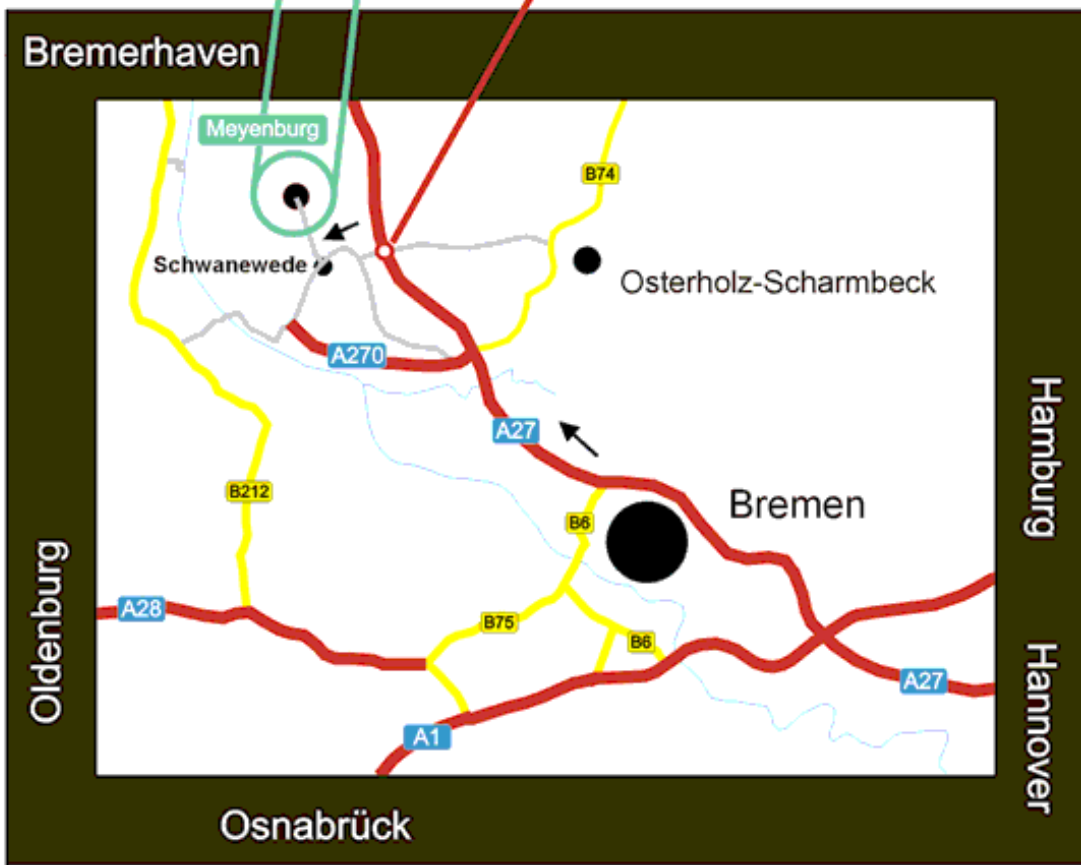 Bremerhaven
Meyenburg
B74
Schwanewede
Osterholz-Scharmbeck
A270
A27
Hamburg
B212
Bremen
B6
Oldenburg
A28
B75
B6
A27
Hannover
A1
Osnabrück